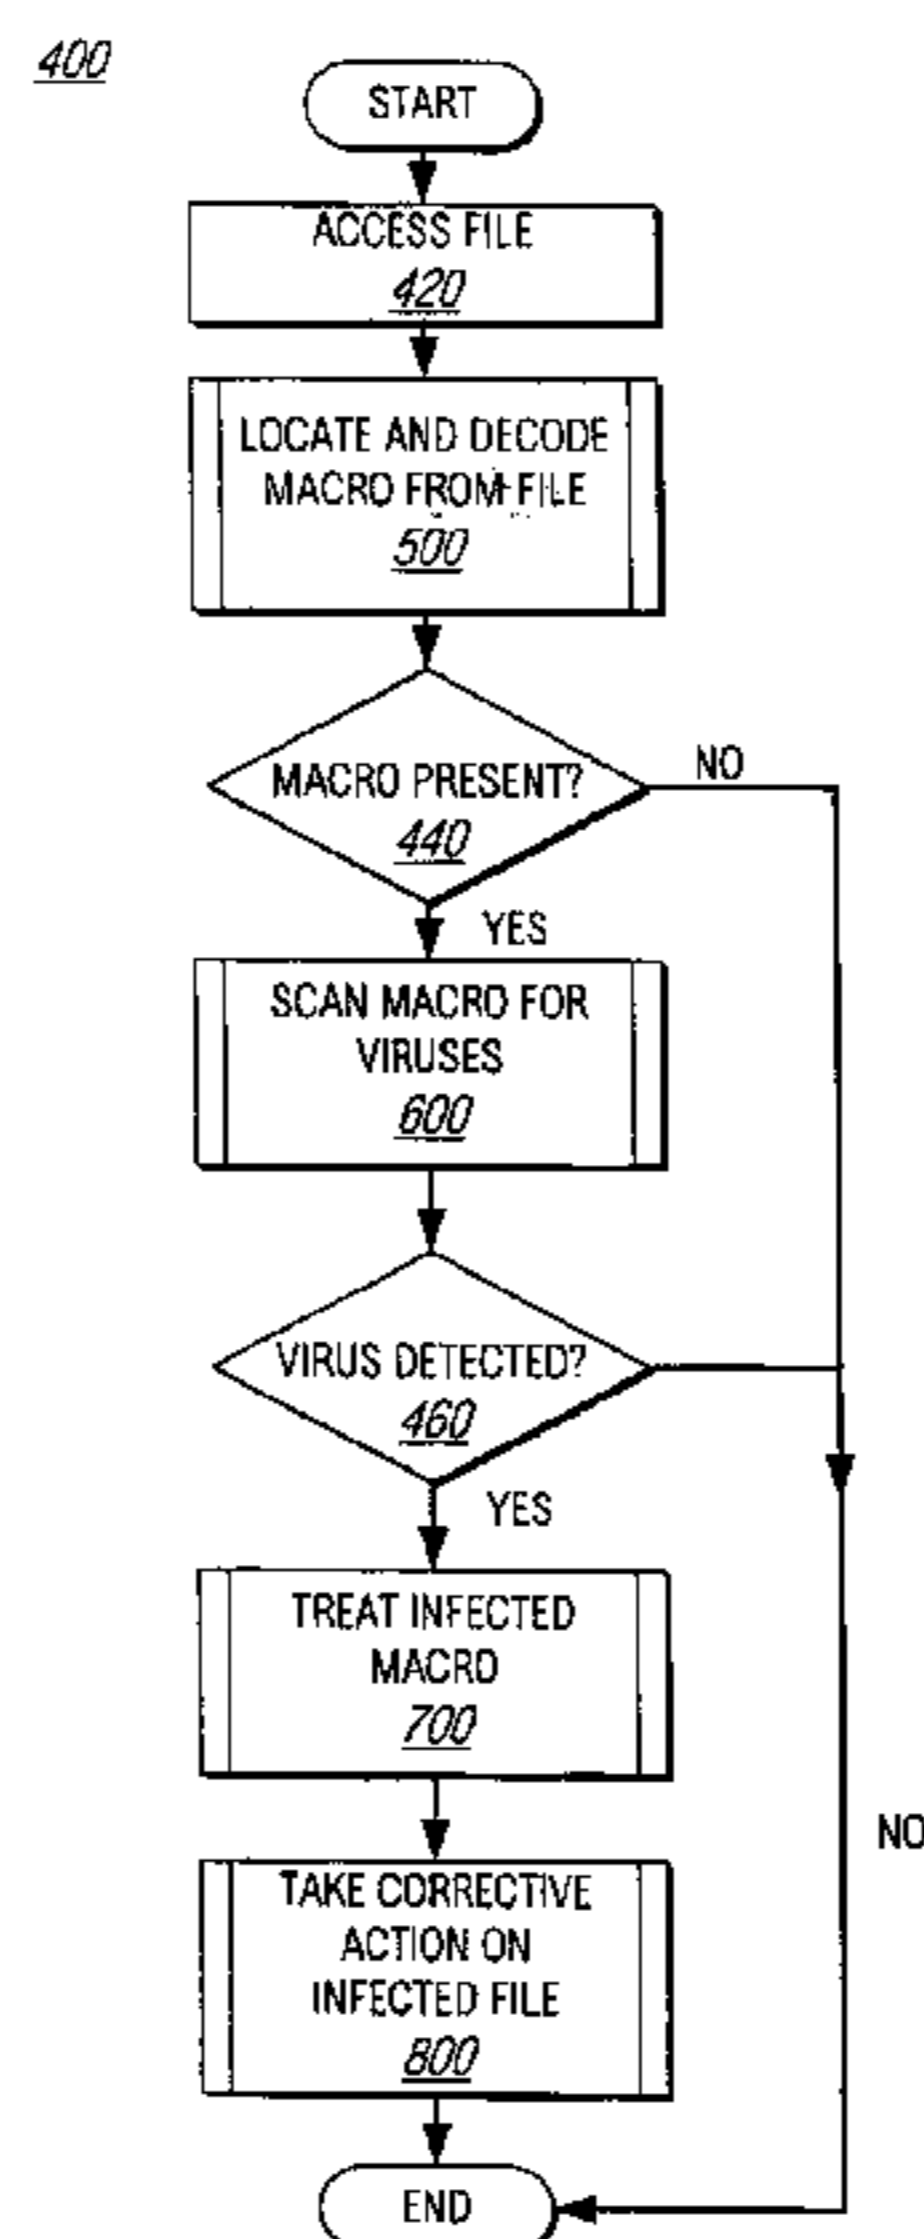 400
START
ACCESS FILE
420
LOCATE AND DECODE
MACRO FROM FILE
500
MACRO PRESENT?
440
NO
YES
SCAN MACRO FOR
VIRUSES
600
VIRUS DETECTED?
460
YES
TREAT INFECTED
MACRO
700
NO
TAKE CORRECTIVE
ACTION ON
INFECTED FILE
800
END